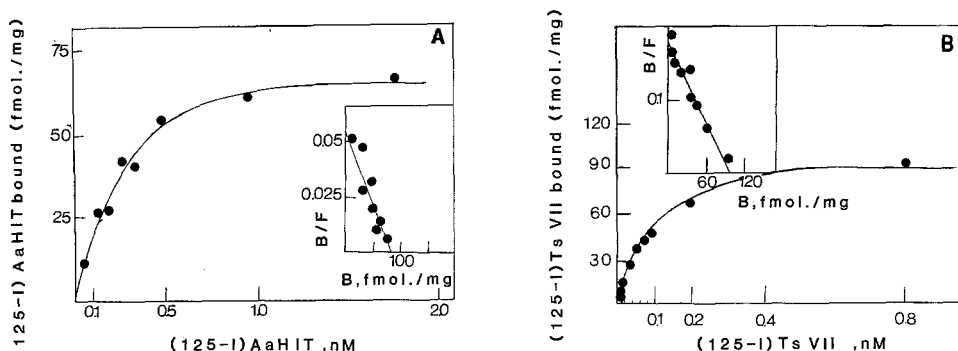 A
(125-I) AaHIT bound (fmol./mg)
75
50
25
0.1
0.5
1.0
2.0
(125-I)AaHIT ,nM
B/F
0.05
0.025
100
B,fmol./mg
B
(125-I)Ts VII bound (fmol./mg)
120
90
60
30
0.1
0.2
0.4
0.8
(125-I)Ts VII ,nM
B/F
0.1
60
120
B,fmol./mg